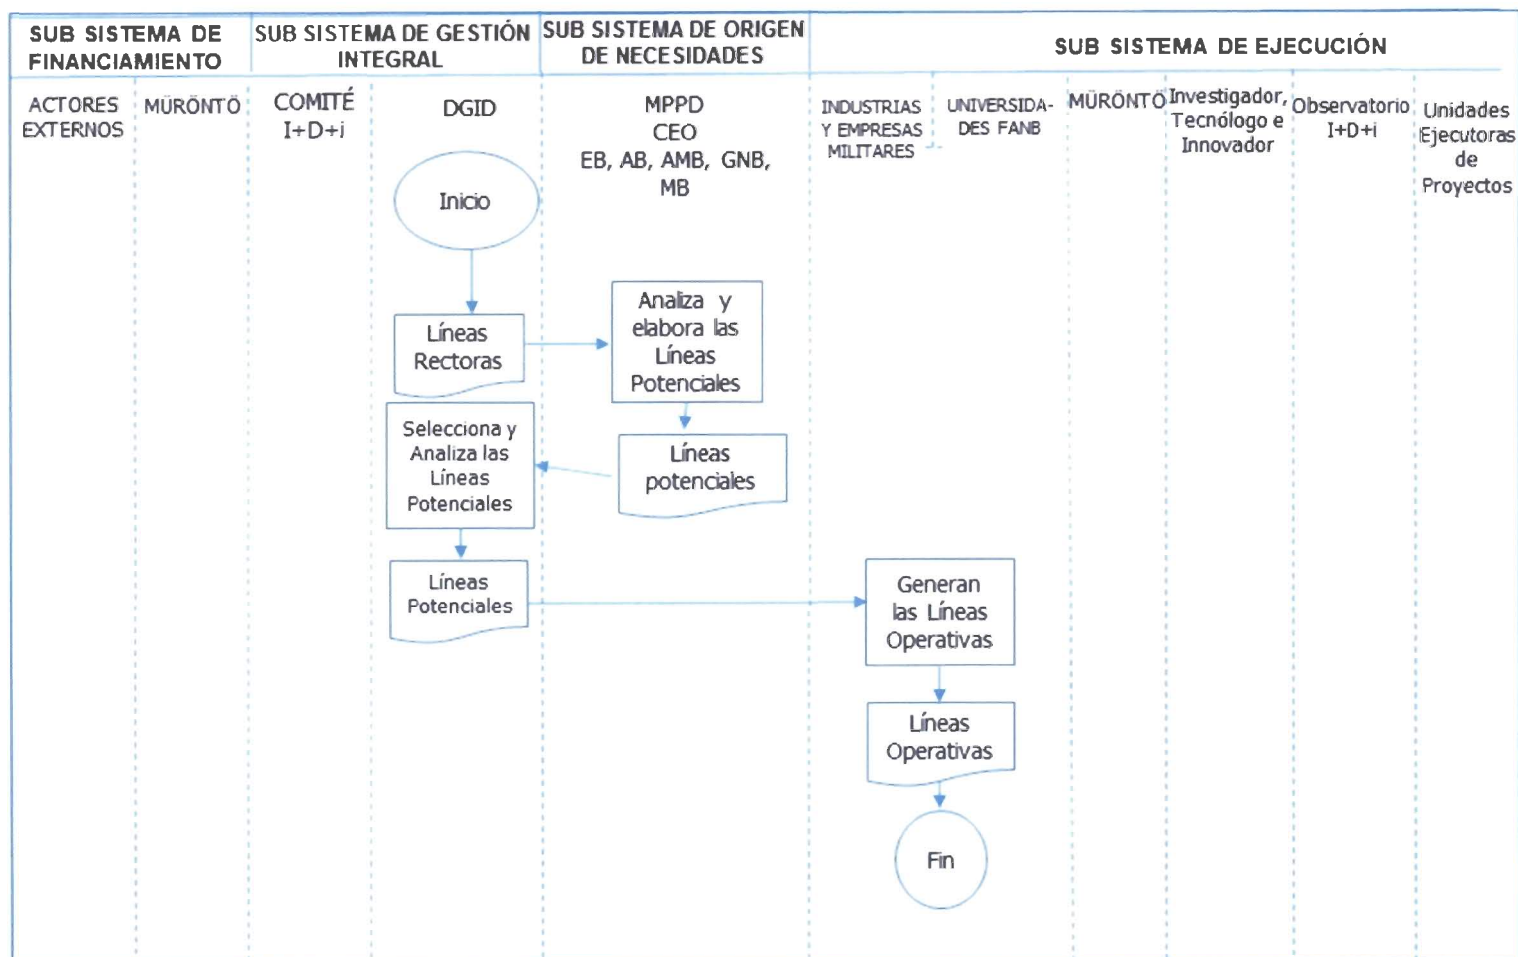 SUB SISTEMA DE
FINANCIAMIENTO
SUB SISTEMA DE GESTIÓN
INTEGRAL
SUB SISTEMA DE ORIGEN
DE NECESIDADES
SUB SISTEMA DE EJECUCIÓN
ACTORES
EXTERNOS
MÜRÖNTÖ
COMITÉ
I+D+i
DGID
MPPD
CEO
EB, AB, AMB, GNB,
MB
INDUSTRIAS
Y EMPRESAS
MILITARES
UNIVERSIDA-
DES FANB
MÜRÖNTÖ
Investigador,
Tecnólogo e
Innovador
Observatorio
I+D+i
Unidades
Ejecutoras
de
Proyectos
Inicio
Líneas
Rectoras
Analiza y
elabora las
Líneas
Potenciales
Líneas
potenciales
Selecciona y
Analiza las
Líneas
Potenciales
Líneas
Potenciales
Generan
las Líneas
Operativas
Líneas
Operativas
Fin